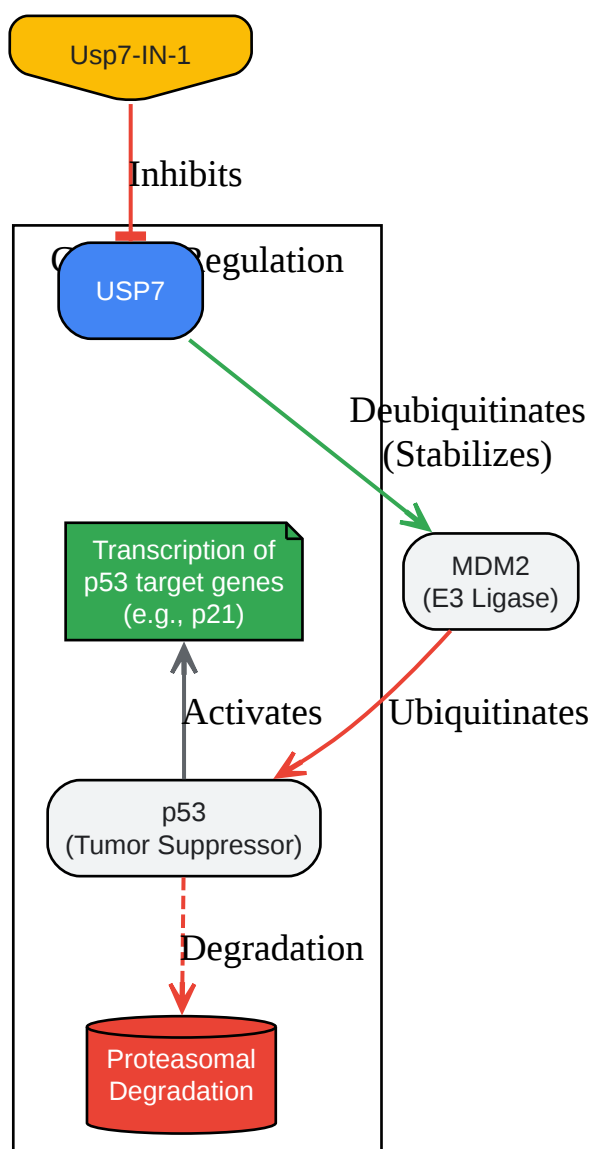 Usp7-IN-1
Inhibits
Regulation
USP7
Deubiquitinates
(Stabilizes)
Transcription of
p53 target genes
(e.g., p21)
MDM2
(E3 Ligase)
Activates
Ubiquitinates
p53
(Tumor Suppressor)
Degradation
Proteasomal
Degradation